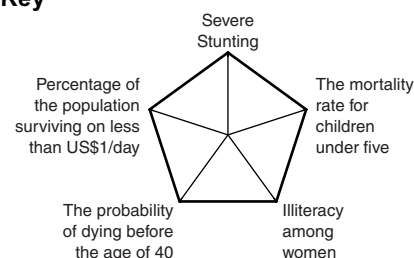 Key
Severe
Stunting
Percentage of
the population
surviving on less
than US$1/day
The mortality
rate for
children
under five
The probability
of dying before
the age of 40
Illiteracy
among
women